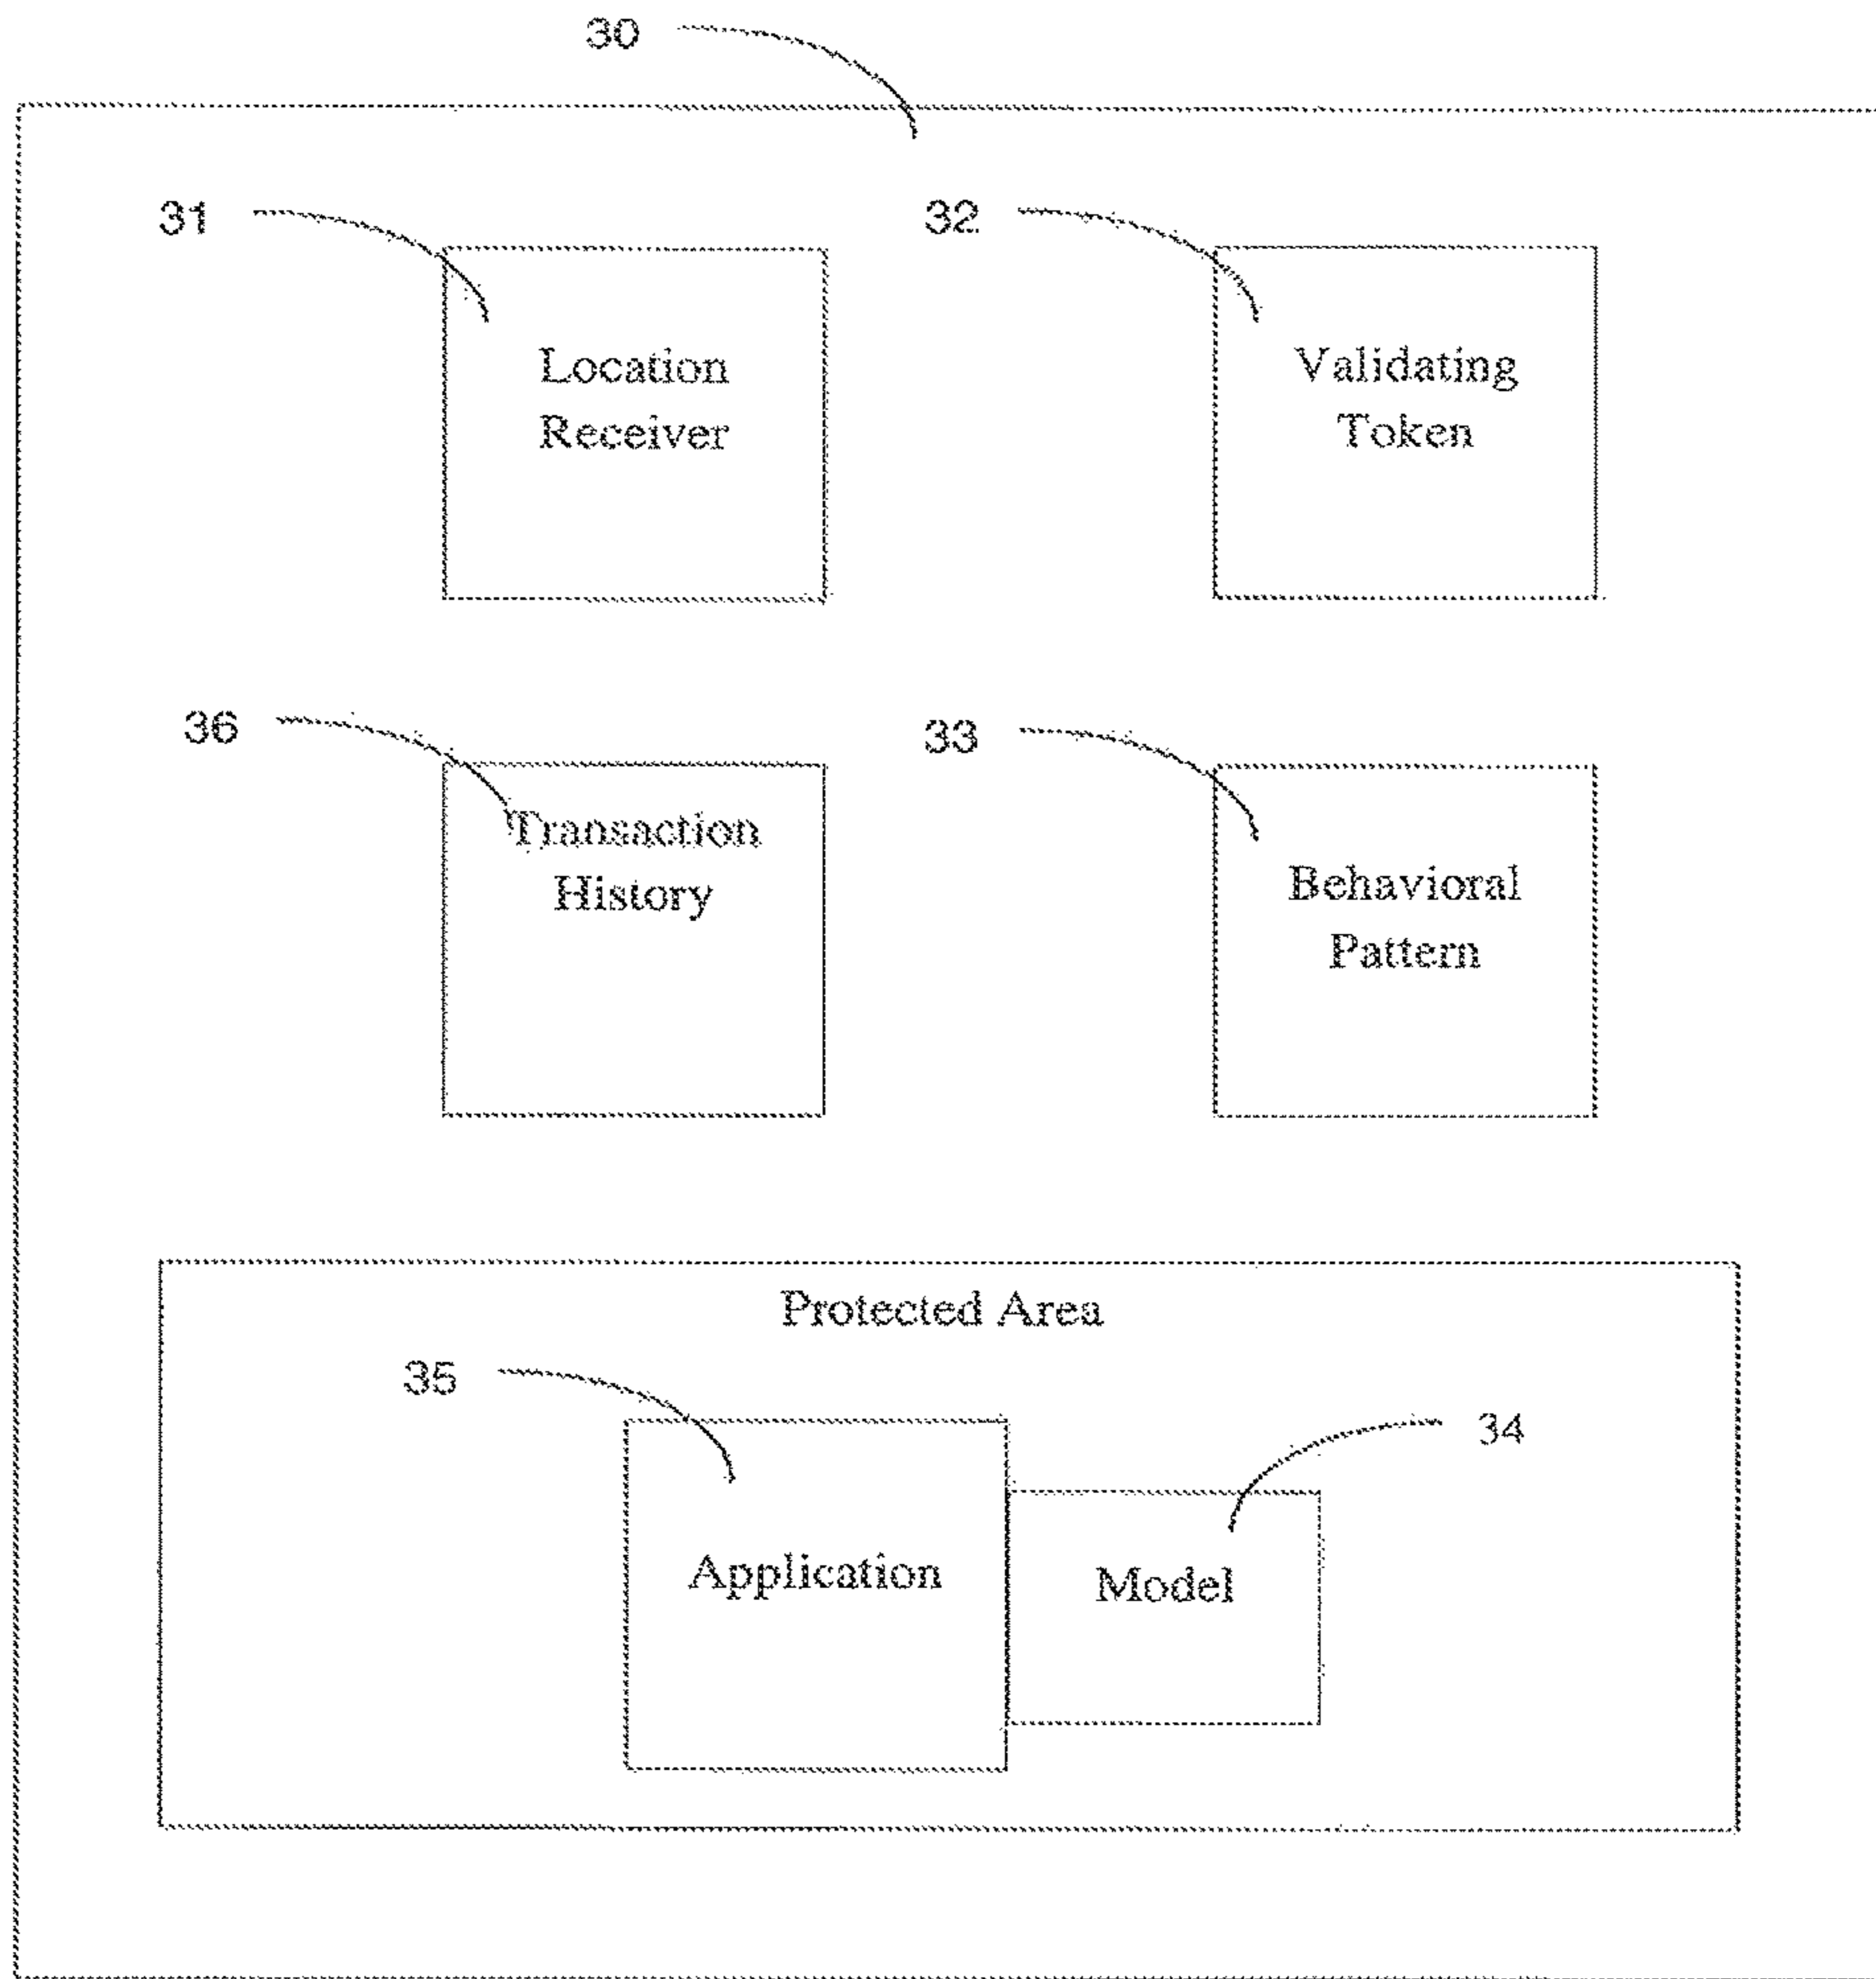 30
31
32
Location
Receiver
Validating
Token
36
33
Transaction
History
Behavioral
Pattern
Protected Area
35
34
Application
Model